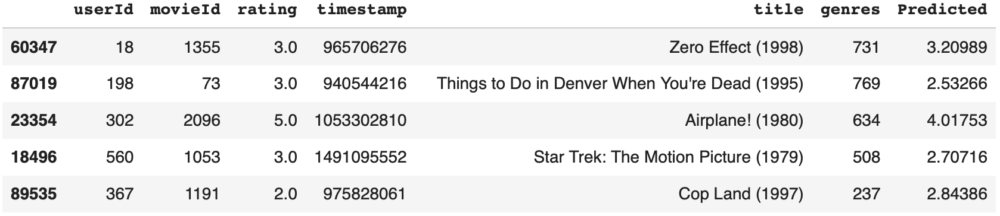 userId movieId rating timestamp title genres Predicted
60347 18 1355 3.0 965706276 Zero Effect (1998) 731 3.20989
87019 198 73 3.0 940544216 Things to Do in Denver When You're Dead (1995) 769 2.53266
23354 302 2096 5.0 1053302810 Airplane! (1980) 634 4.01753
18496 560 1053 3.0 1491095552 Star Trek: The Motion Picture (1979) 508 2.70716
89535 367 1191 2.0 975828061 Cop Land (1997) 237 2.84386